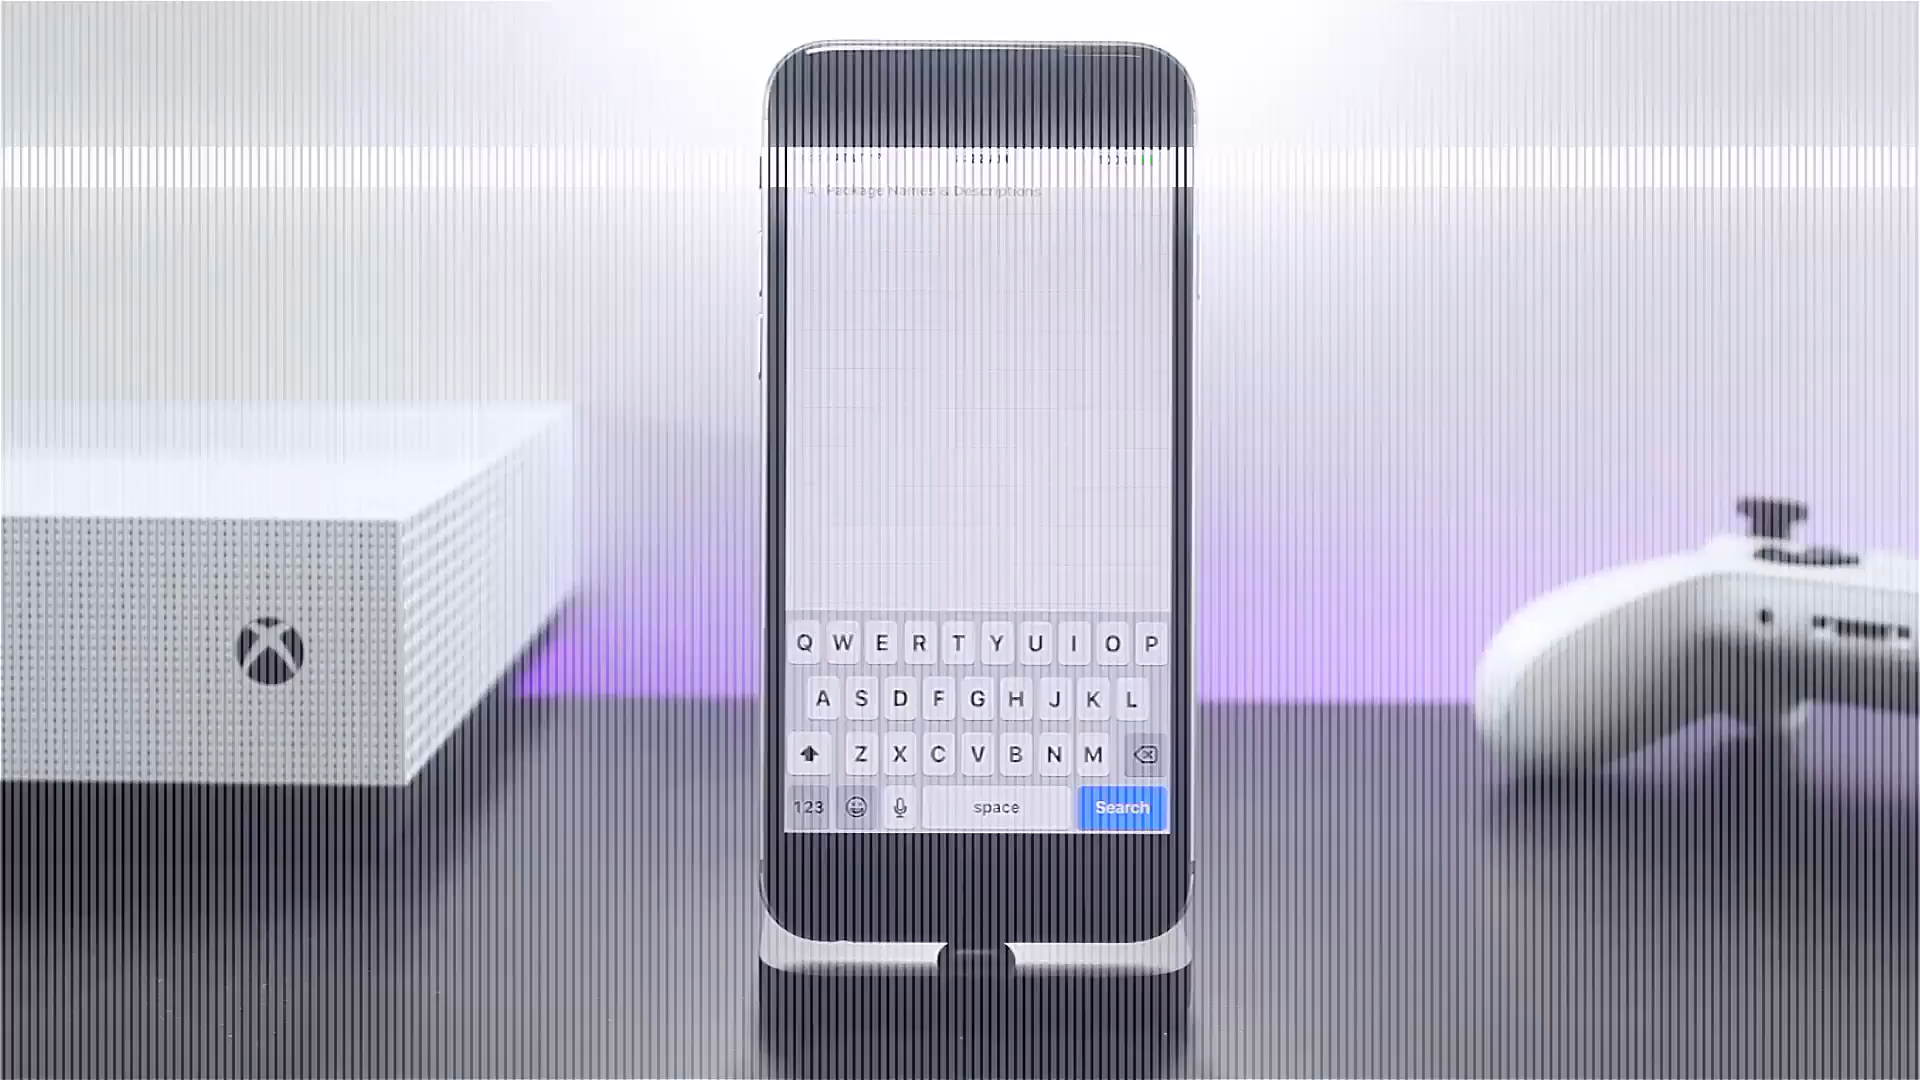 Package Names & Descriptions
Q W E R T Y U I O P
A S D F G H J K L
Z X C V B N M
123 space Search